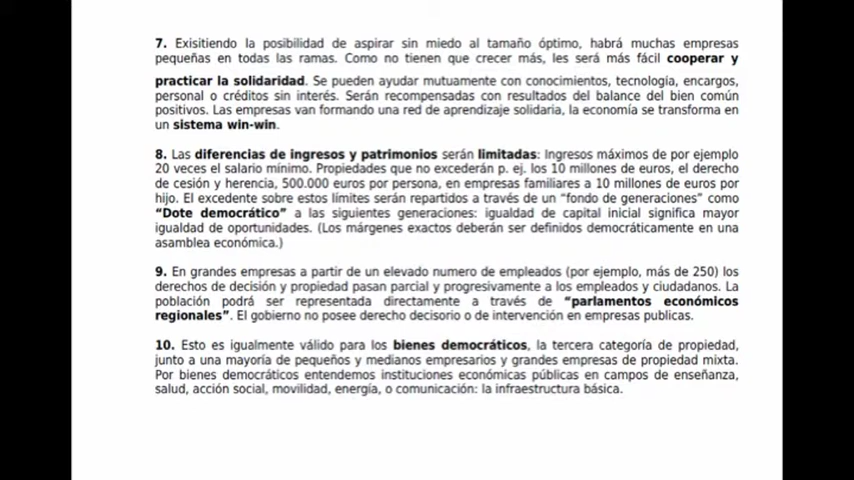 7. Exisitiendo la posibilidad de aspirar sin miedo al tamaño óptimo, habrá muchas empresas
pequeñas en todas las ramas. Como no tienen que crecer más, les será más fácil cooperar y
practicar la solidaridad. Se pueden ayudar mutuamente con conocimientos, tecnología, encargos,
personal o créditos sin interés. Serán recompensadas con resultados del balance del bien común
positivos. Las empresas van formando una red de aprendizaje solidaria, la economía se transforma en
un sistema win-win.
8. Las diferencias de ingresos y patrimonios serán limitadas: Ingresos máximos de por ejemplo
20 veces el salario mínimo. Propiedades que no excederán p. ej. los 10 millones de euros, el derecho
de cesión y herencia, 500.000 euros por persona, en empresas familiares a 10 millones de euros por
hijo. El excedente sobre estos límites serán repartidos a través de un “fondo de generaciones” como
“Dote democrático” a las siguientes generaciones: igualdad de capital inicial significa mayor
igualdad de oportunidades. (Los márgenes exactos deberán ser definidos democráticamente en una
asamblea económica.)
9. En grandes empresas a partir de un elevado numero de empleados (por ejemplo, más de 250) los
derechos de decisión y propiedad pasan parcial y progresivamente a los empleados y ciudadanos. La
población podrá ser representada directamente a través de “parlamentos económicos
regionales”. El gobierno no posee derecho decisorio o de intervención en empresas publicas.
10. Esto es igualmente válido para los bienes democráticos, la tercera categoría de propiedad,
junto a una mayoría de pequeños y medianos empresarios y grandes empresas de propiedad mixta.
Por bienes democráticos entendemos instituciones económicas públicas en campos de enseñanza,
salud, acción social, movilidad, energía, o comunicación: la infraestructura básica.